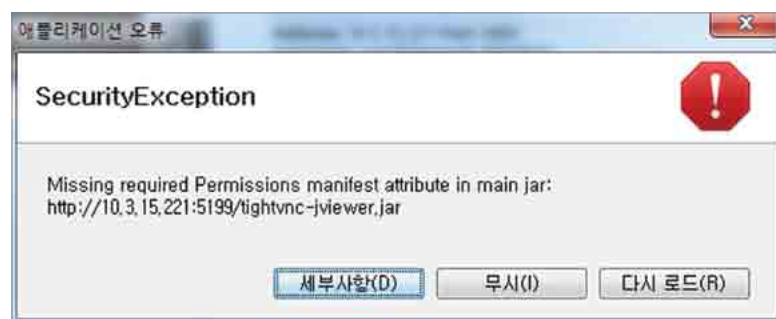 애플리케이션 오류
SecurityException
Missing required Permissions manifest attribute in main jar:
http://10,3,15,221:5199/tightvnc-jviewer,jar
세부사항(D) 무시(I) 다시 로드(R)